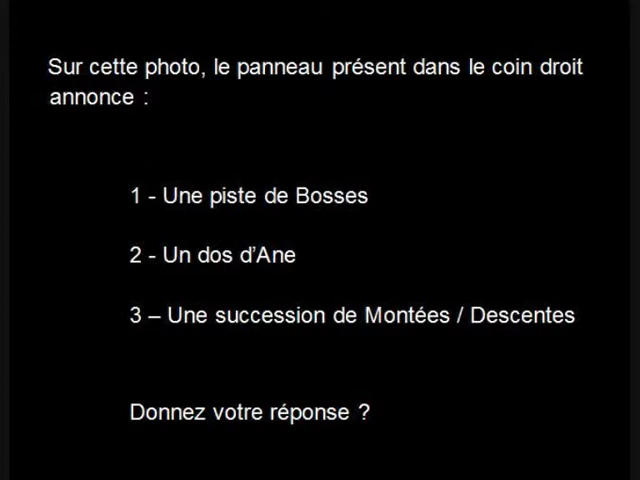 Sur cette photo, le panneau présent dans le coin droit
annonce :
1 - Une piste de Bosses
2 - Un dos d'Ane
3 – Une succession de Montées / Descentes
Donnez votre réponse ?